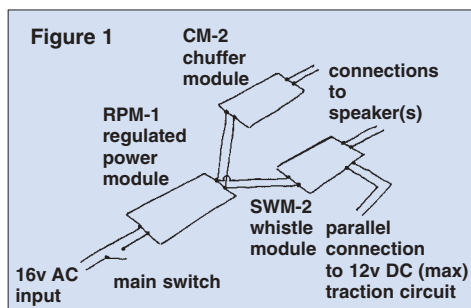 Figure 1
CM-2
chuffer
module
connections
to
speaker(s)
RPM-1
regulated
power
module
SWM-2
whistle
module
parallel
connection
to 12v DC (max)
traction circuit
16v AC
input
main switch